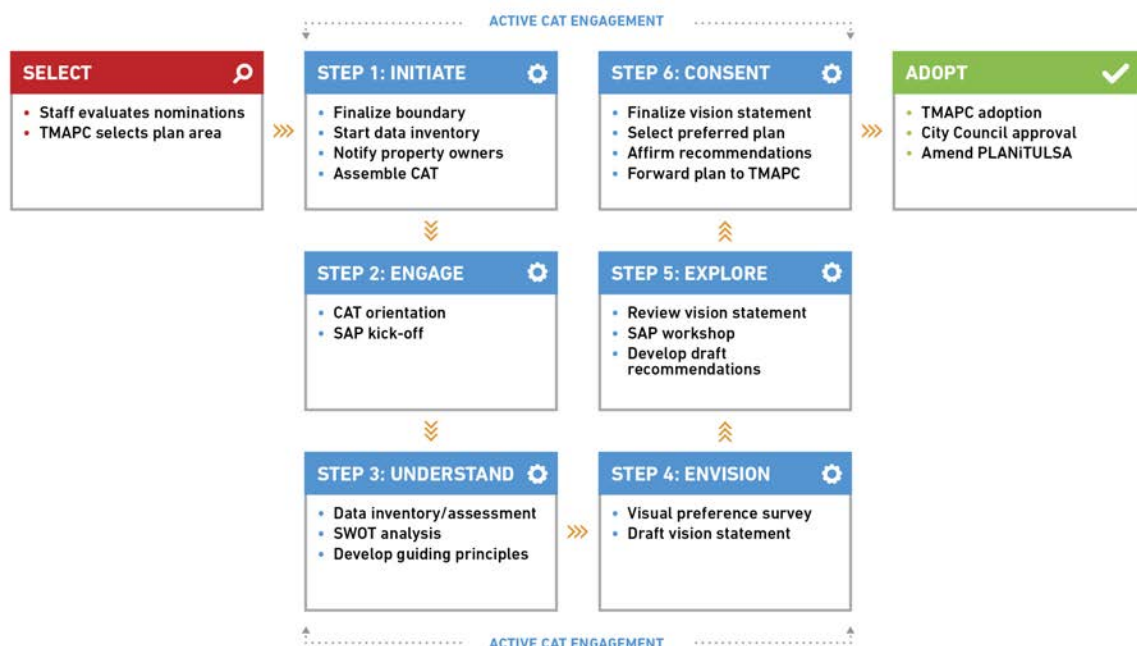 ACTIVE CAT ENGAGEMENT
SELECT
• Staff evaluates nominations
• TMAPC selects plan area
STEP 1: INITIATE
• Finalize boundary
• Start data inventory
• Notify property owners
• Assemble CAT
STEP 2: ENGAGE
• CAT orientation
• SAP kick-off
STEP 3: UNDERSTAND
• Data inventory/assessment
• SWOT analysis
• Develop guiding principles
STEP 4: ENVISION
• Visual preference survey
• Draft vision statement
STEP 5: EXPLORE
• Review vision statement
• SAP workshop
• Develop draft
recommendations
STEP 6: CONSENT
• Finalize vision statement
• Select preferred plan
• Affirm recommendations
• Forward plan to TMAPC
ADOPT
• TMAPC adoption
• City Council approval
• Amend PLANiTULSA
ACTIVE CAT ENGAGEMENT